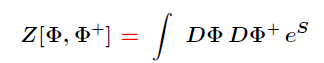 Z[Φ, Φ⁺] = ∫ DΦ DΦ⁺ e^S